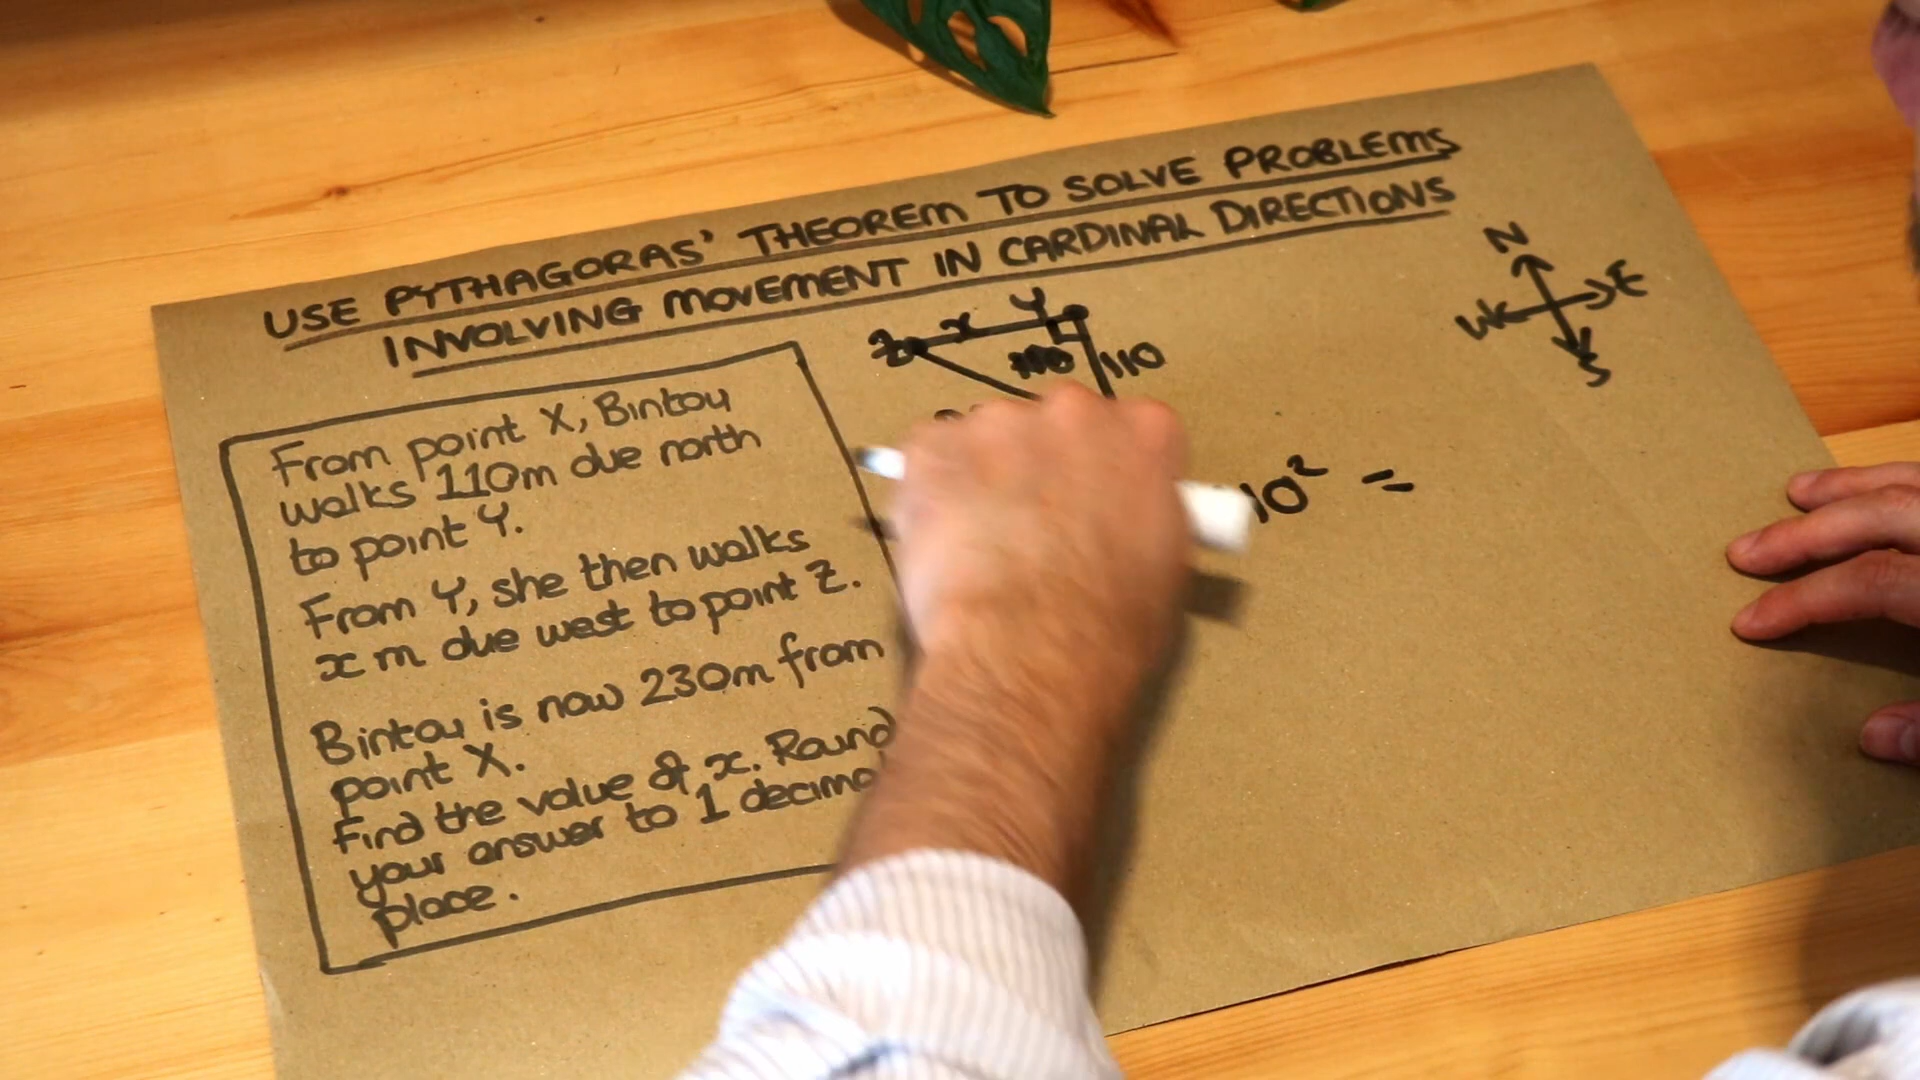 USE PYTHAGORAS' THEOREM TO SOLVE PROBLEMS
INVOLVING MOVEMENT IN CARDINAL DIRECTIONS
N
W E
S
Z x Y
110
10² =
From point X, Bintou
walks 110m due north
to point Y.
From Y, she then walks
x m due west to point Z.
Bintou is now 230m from
point X.
Find the value of x. Round
your answer to 1 decima
place.